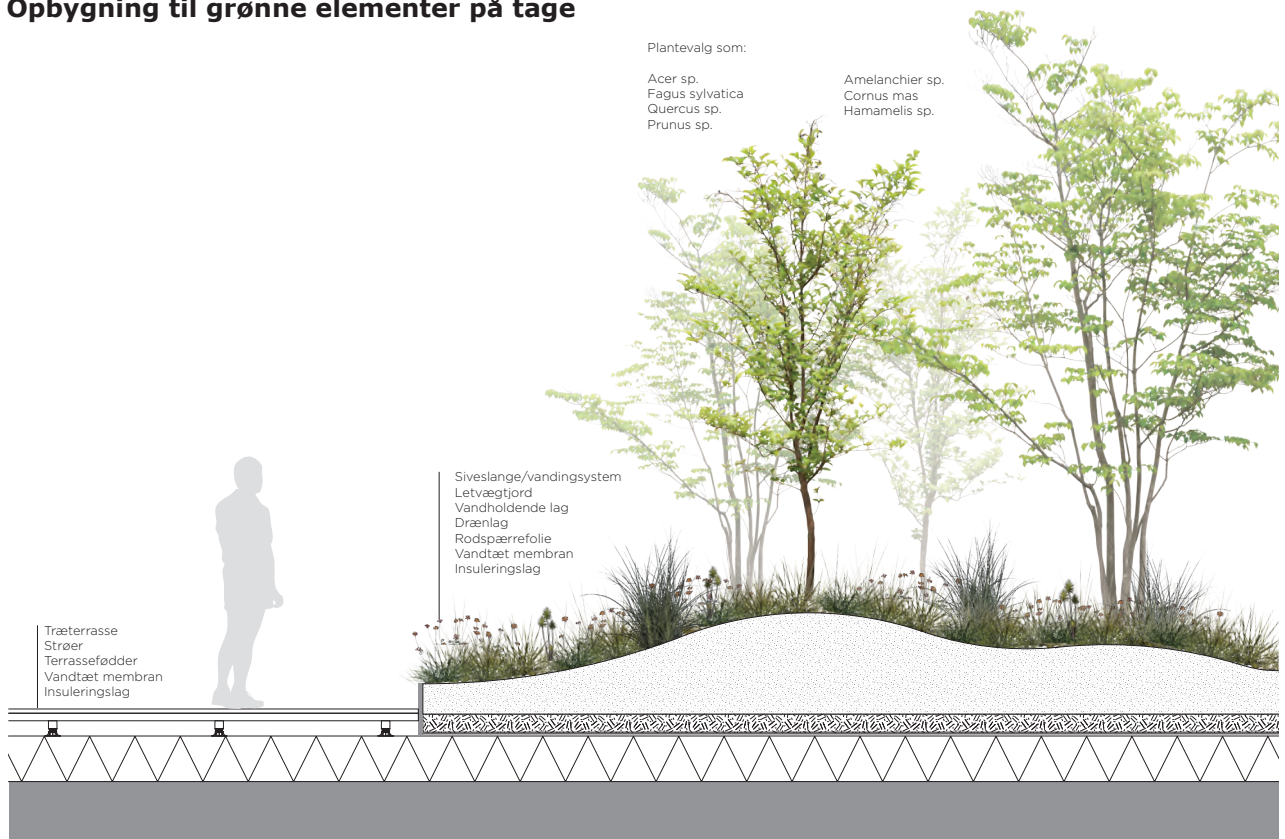 Opbygning til grønne elementer på tage
Plantevalg som:
Acer sp.
Fagus sylvatica
Quercus sp.
Prunus sp.
Amelanchier sp.
Cornus mas
Hamamelis sp.
Siveslange/vandingsystem
Letvægtjord
Vandholdende lag
Drænlag
Rodspærrefolie
Vandtæt membran
Insuleringslag
Træterrasse
Strøer
Terrassefødder
Vandtæt membran
Insuleringslag